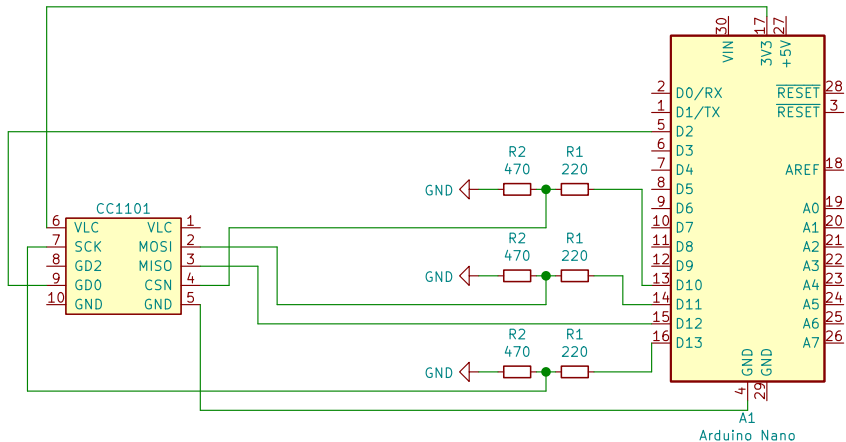 30
17
27
VIN
3V3
+5V
2 D0/RX
RESET 28
1 D1/TX
RESET 3
5 D2
6 D3
7 D4
AREF 18
8 D5
9 D6
A0 19
10 D7
A1 20
11 D8
A2 21
12 D9
A3 22
13 D10
A4 23
14 D11
A5 24
15 D12
A6 25
16 D13
A7 26
GND
GND
4
29
A1
Arduino Nano
R2 R1
470 220
GND
R2 R1
470 220
GND
R2 R1
470 220
GND
CC1101
6 VLC VLC 1
7 SCK MOSI 2
8 GD2 MISO 3
9 GD0 CSN 4
10 GND GND 5